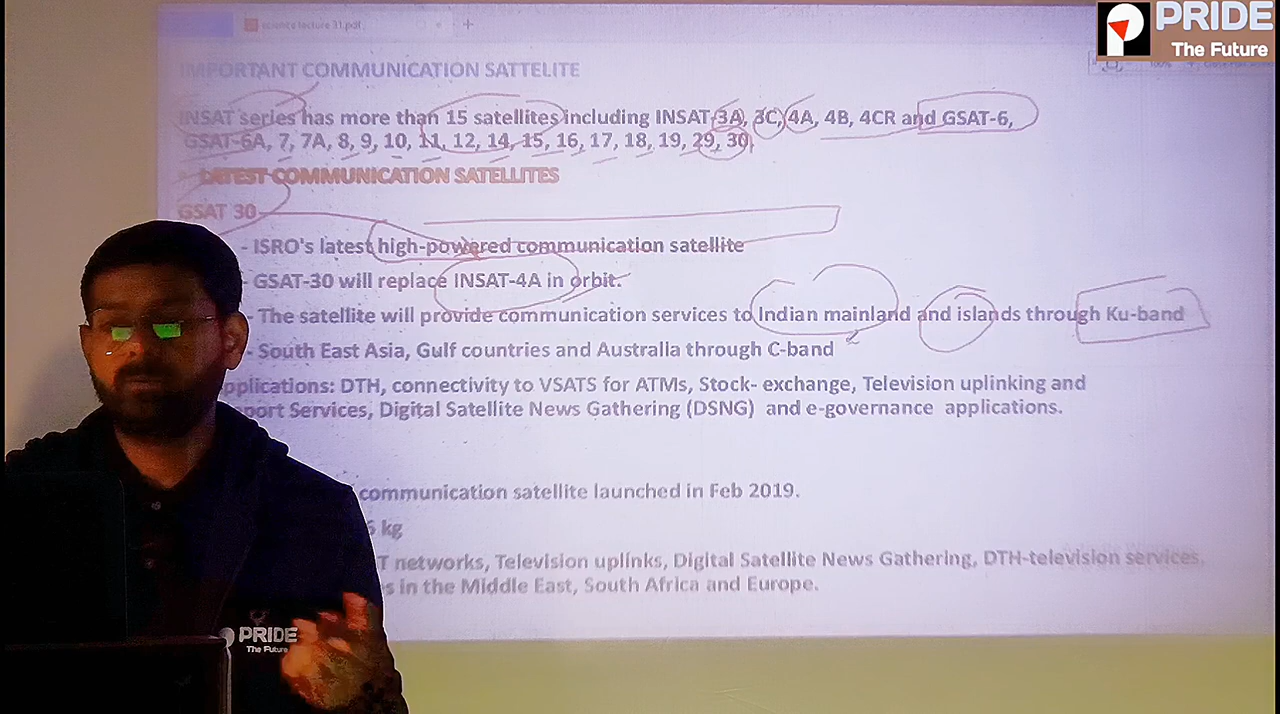 PRIDE
The Future
science lecture 31.pdf
IMPORTANT COMMUNICATION SATTELITE
INSAT series has more than 15 satellites including INSAT-3A, 3C, 4A, 4B, 4CR and GSAT-6,
GSAT-6A, 7, 7A, 8, 9, 10, 11, 12, 14, 15, 16, 17, 18, 19, 29, 30.
LATEST COMMUNICATION SATELLITES
GSAT 30
- ISRO's latest high-powered communication satellite
- GSAT-30 will replace INSAT-4A in orbit.
- The satellite will provide communication services to Indian mainland and islands through Ku-band
- South East Asia, Gulf countries and Australia through C-band
pplications: DTH, connectivity to VSATS for ATMs, Stock- exchange, Television uplinking and
port Services, Digital Satellite News Gathering (DSNG) and e-governance applications.
communication satellite launched in Feb 2019.
kg
T networks, Television uplinks, Digital Satellite News Gathering, DTH-television services.
s in the Middle East, South Africa and Europe.
PRIDE
The Future